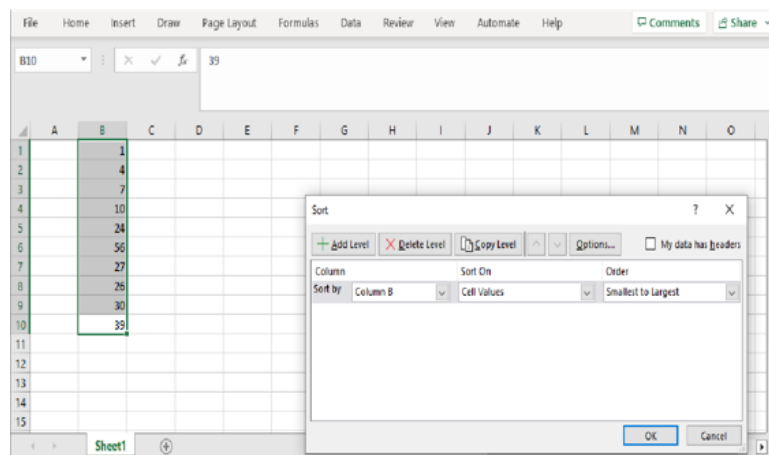 File Home Insert Draw Page Layout Formulas Data Review View Automate Help Comments Share
B10 fx 39
A B C D E F G H I J K L M N O
1 1
2 4
3 7
4 10
5 24
6 56
7 27
8 26
9 30
10 39
11
12
13
14
15
Sort ? X
Add Level Delete Level Copy Level Options... My data has headers
Column Sort On Order
Sort by Column B Cell Values Smallest to Largest
OK Cancel
Sheet1